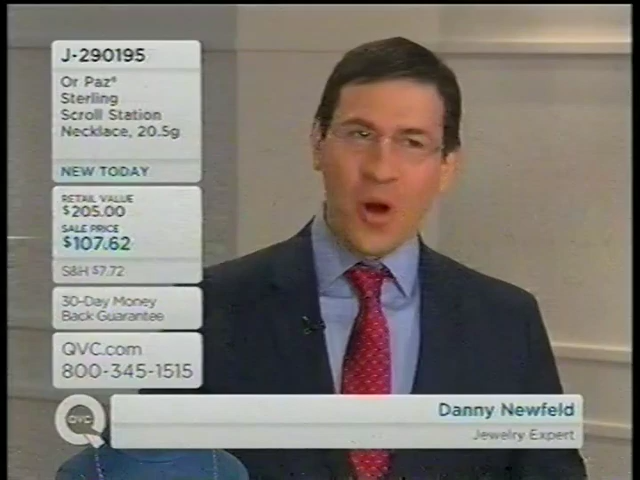 J-290195
Or Paz®
Sterling
Scroll Station
Necklace, 20.5g
NEW TODAY
RETAIL VALUE
$205.00
SALE PRICE
$107.62
S&H $7.72
30-Day Money
Back Guarantee
QVC.com
800-345-1515
QVC
Danny Newfeld
Jewelry Expert